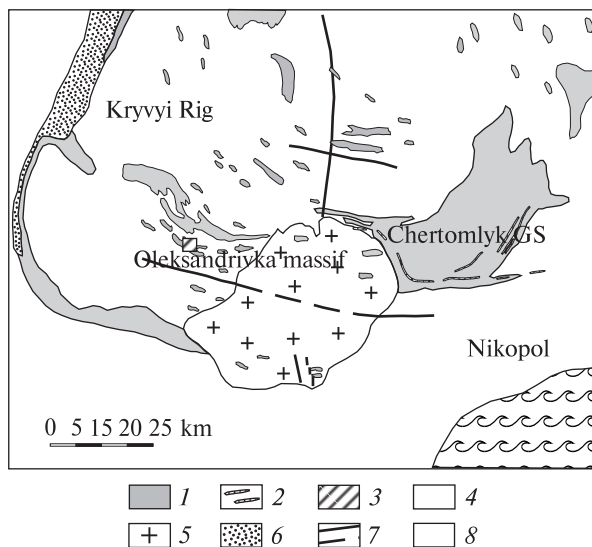 Kryvyi Rig
Chertomlyk GS
Oleksandrivka massif
Nikopol
0 5 15 20 25 km
1 2 3 4
5 6 7 8